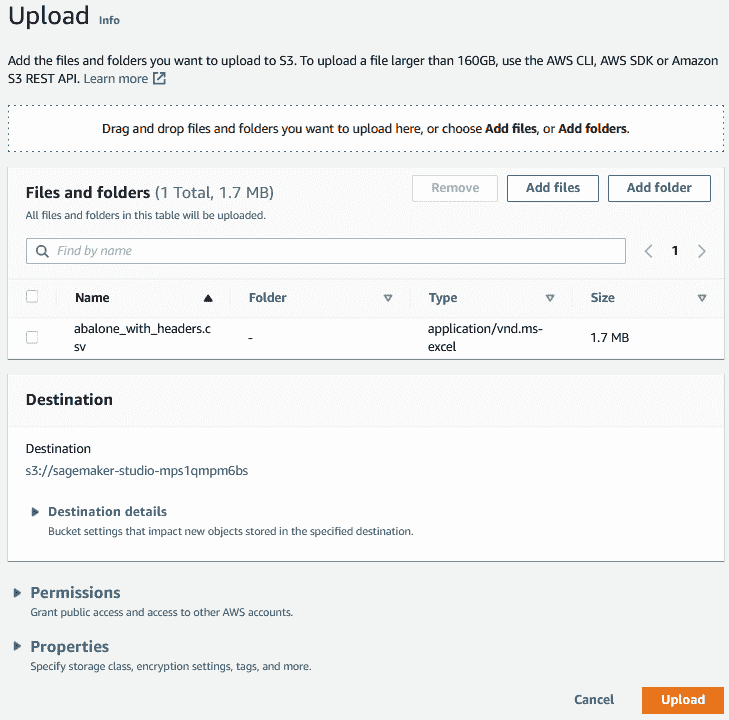 Upload Info
Add the files and folders you want to upload to S3. To upload a file larger than 160GB, use the AWS CLI, AWS SDK or Amazon
S3 REST API. Learn more
Drag and drop files and folders you want to upload here, or choose Add files, or Add folders.
Files and folders (1 Total, 1.7 MB)
Remove
Add files
Add folder
All files and folders in this table will be uploaded.
Find by name
1
Name
Folder
Type
Size
abalone_with_headers.c
sv
-
application/vnd.ms-
excel
1.7 MB
Destination
Destination
s3://sagemaker-studio-mps1qmpm6bs
Destination details
Bucket settings that impact new objects stored in the specified destination.
Permissions
Grant public access and access to other AWS accounts.
Properties
Specify storage class, encryption settings, tags, and more.
Cancel
Upload